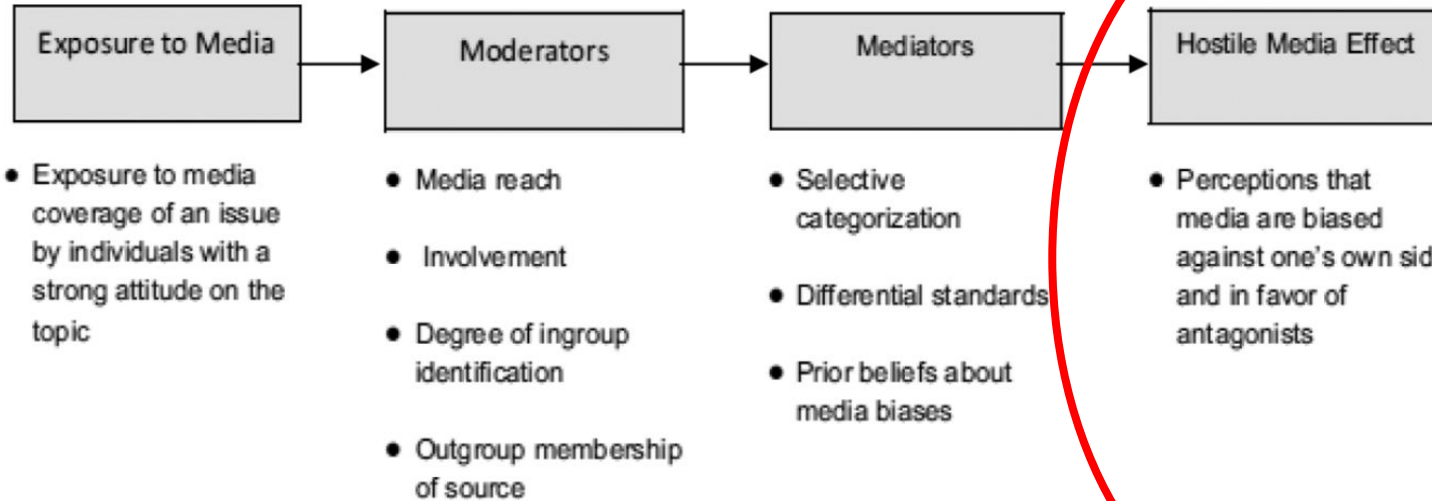 Exposure to Media
Moderators
Mediators
Hostile Media Effect
● Exposure to media
coverage of an issue
by individuals with a
strong attitude on the
topic
● Media reach
● Involvement
● Degree of ingroup
identification
● Outgroup membership
of source
● Selective
categorization
● Differential standards
● Prior beliefs about
media biases
● Perceptions that
media are biased
against one's own sid
and in favor of
antagonists